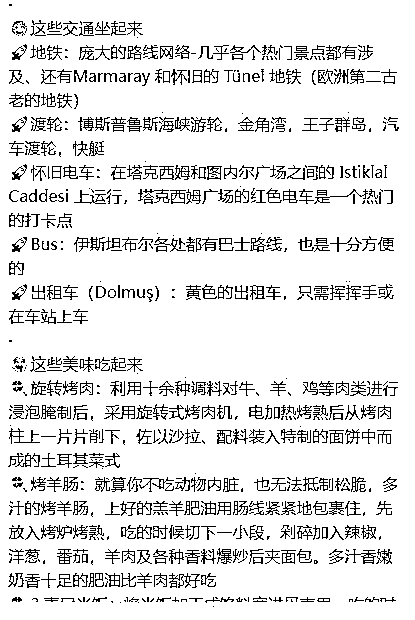 -
😊这些交通坐起来
🚀地铁：庞大的路线网络-几乎各个热门景点都有涉
及、还有Marmaray 和怀旧的 Tünel 地铁（欧洲第二古
老的地铁）
🚀渡轮：博斯普鲁斯海峡游轮，金角湾，王子群岛，汽
车渡轮，快艇
🚀怀旧电车：在塔克西姆和图内尔广场之间的 Istiklal
Caddesi 上运行，塔克西姆广场的红色电车是一个热门
的打卡点
🚀Bus：伊斯坦布尔各处都有巴士路线，也是十分方便
的
🚀出租车（Dolmuş）：黄色的出租车，只需挥挥手或
在车站上车
-
这些美味吃起来
旋转烤肉：利用十余种调料对牛、羊、鸡等肉类进行
浸泡腌制后，采用旋转式烤肉机，电加热烤熟后从烤肉
柱上一片片削下，佐以沙拉、配料装入特制的面饼中而
成的土耳其菜式
烤羊肠：就算你不吃动物内脏，也无法抵制松脆，多
汁的烤羊肠，上好的羔羊肥油用肠线紧紧地包裹住，先
放入烤炉烤熟，吃的时候切下一小段，剁碎加入辣椒，
洋葱，番茄，羊肉及各种香料爆炒后夹面包。多汁香嫩
奶香十足的肥油比羊肉都好吃